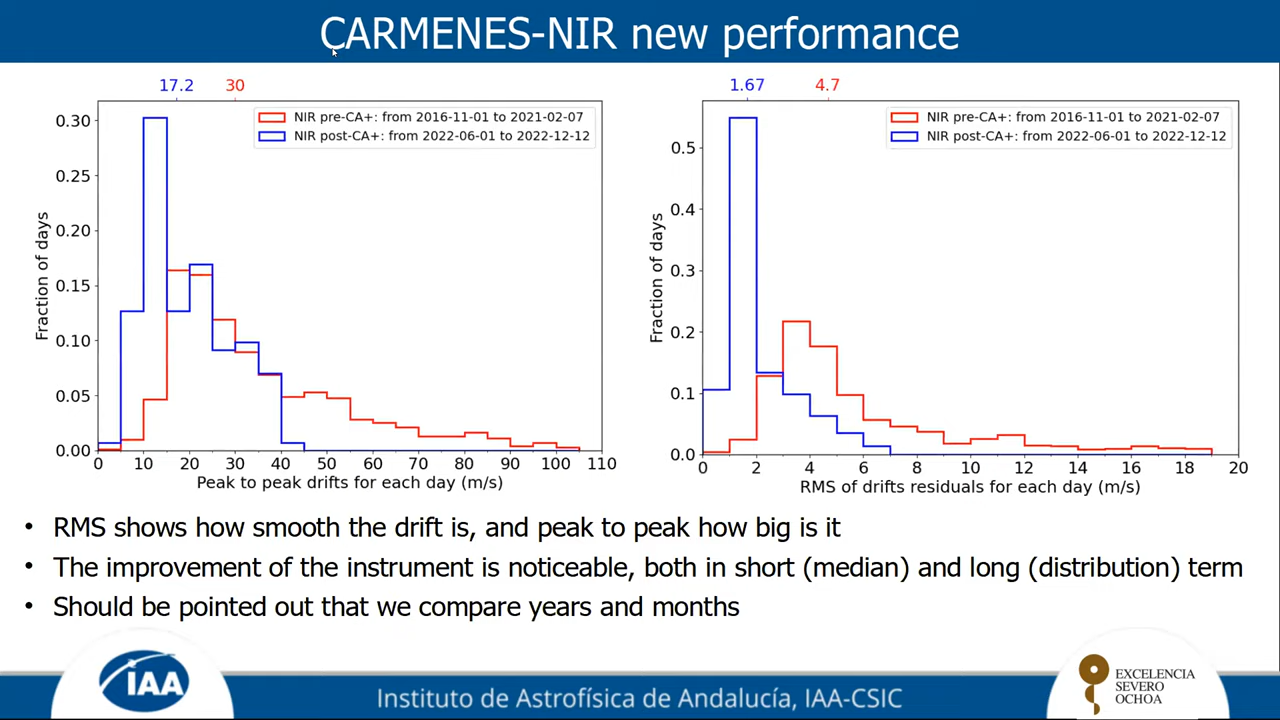 CARMENES-NIR new performance
17.2 30
NIR pre-CA+: from 2016-11-01 to 2021-02-07
NIR post-CA+: from 2022-06-01 to 2022-12-12
Fraction of days
0.30
0.25
0.20
0.15
0.10
0.05
0.00
0 10 20 30 40 50 60 70 80 90 100 110
Peak to peak drifts for each day (m/s)
1.67 4.7
NIR pre-CA+: from 2016-11-01 to 2021-02-07
NIR post-CA+: from 2022-06-01 to 2022-12-12
Fraction of days
0.5
0.4
0.3
0.2
0.1
0.0
0 2 4 6 8 10 12 14 16 18 20
RMS of drifts residuals for each day (m/s)
• RMS shows how smooth the drift is, and peak to peak how big is it
• The improvement of the instrument is noticeable, both in short (median) and long (distribution) term
• Should be pointed out that we compare years and months
IAA
Instituto de Astrofísica de Andalucía, IAA-CSIC
EXCELENCIA
SEVERO
OCHOA